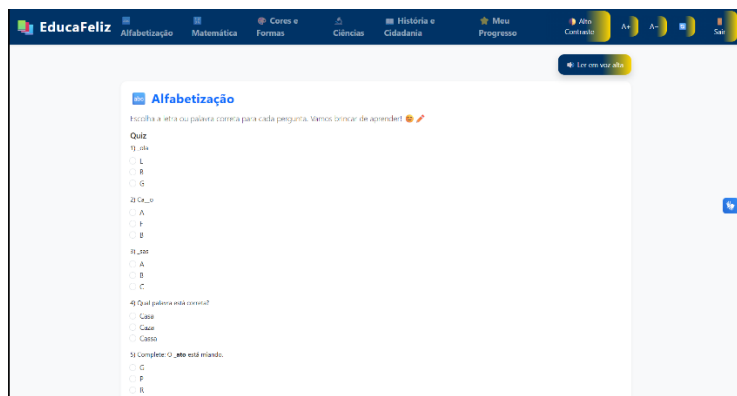 EducaFeliz
Alfabetização
Matemática
Cores e Formas
Ciências
História e Cidadania
Meu Progresso
Alto Contraste
A+
A-
Sair
Ler em voz alta
abc Alfabetização
Escolha a letra ou palavra correta para cada pergunta. Vamos brincar de aprender!
Quiz
1) _ola
L
B
G
2) Ca__o
A
F
B
3) _sas
A
B
C
4) Qual palavra está correta?
Casa
Caza
Cassa
5) Complete: O _ato está miando.
G
P
R